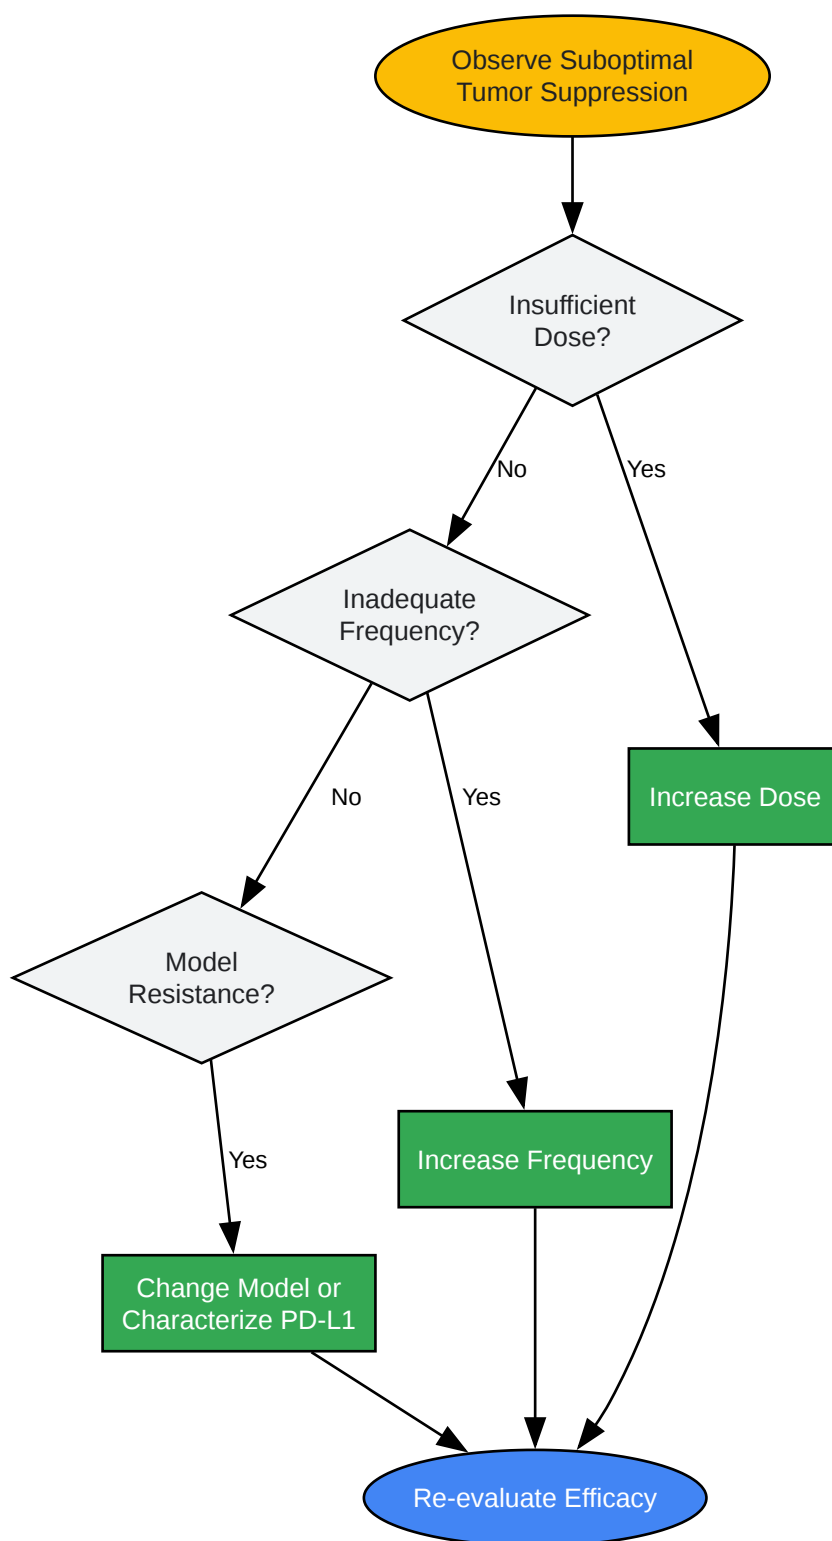 Observe Suboptimal
Tumor Suppression
Insufficient
Dose?
No
Yes
Inadequate
Frequency?
No
Yes
Increase Dose
Model
Resistance?
Yes
Increase Frequency
Change Model or
Characterize PD-L1
Re-evaluate Efficacy